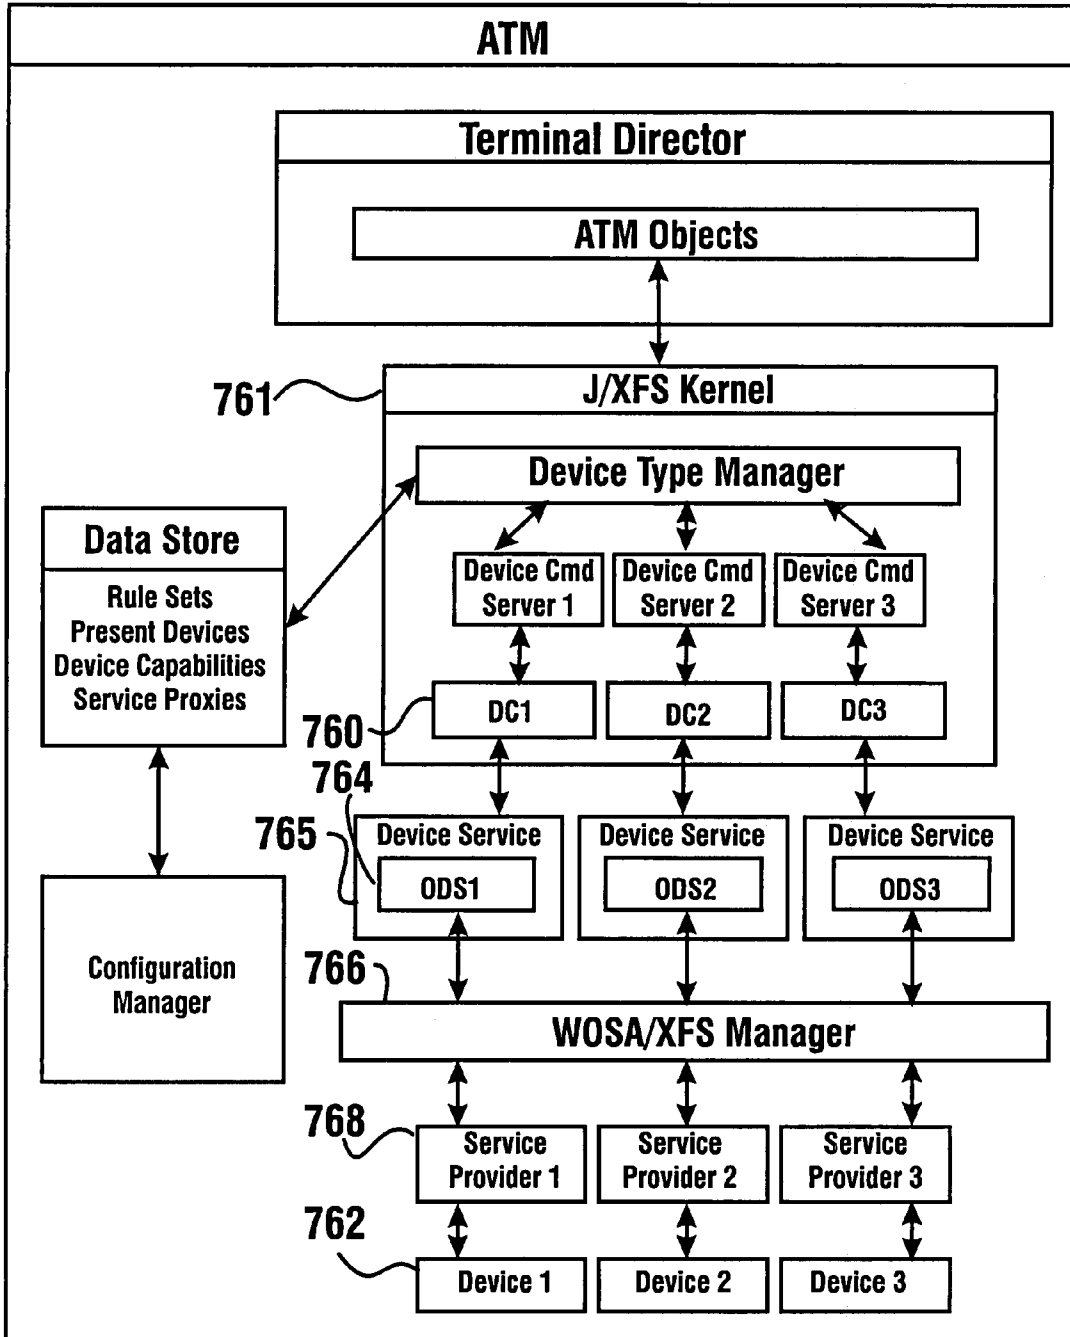 ATM
Terminal Director
ATM Objects
761
J/XFS Kernel
Device Type Manager
Data Store
Rule Sets
Present Devices
Device Capabilities
Service Proxies
Device Cmd
Server 1
Device Cmd
Server 2
Device Cmd
Server 3
760
DC1
DC2
DC3
764
765
Device Service
ODS1
Device Service
ODS2
Device Service
ODS3
Configuration
Manager
766
WOSA/XFS Manager
768
Service
Provider 1
Service
Provider 2
Service
Provider 3
762
Device 1
Device 2
Device 3